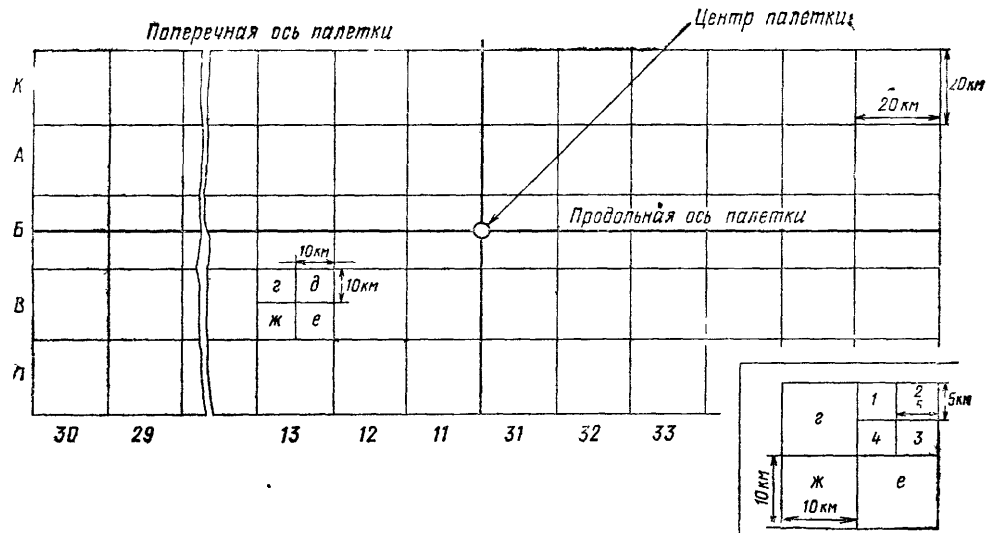 Поперечная ось палетки
Центр палетки
К
20км
20км
А
Б
Продольная ось палетки
10км
г д
10км
В
ж е
Л
30 29 13 12 11 31 32 33
1 2
5
5км
г
4 3
ж е
10км
10км